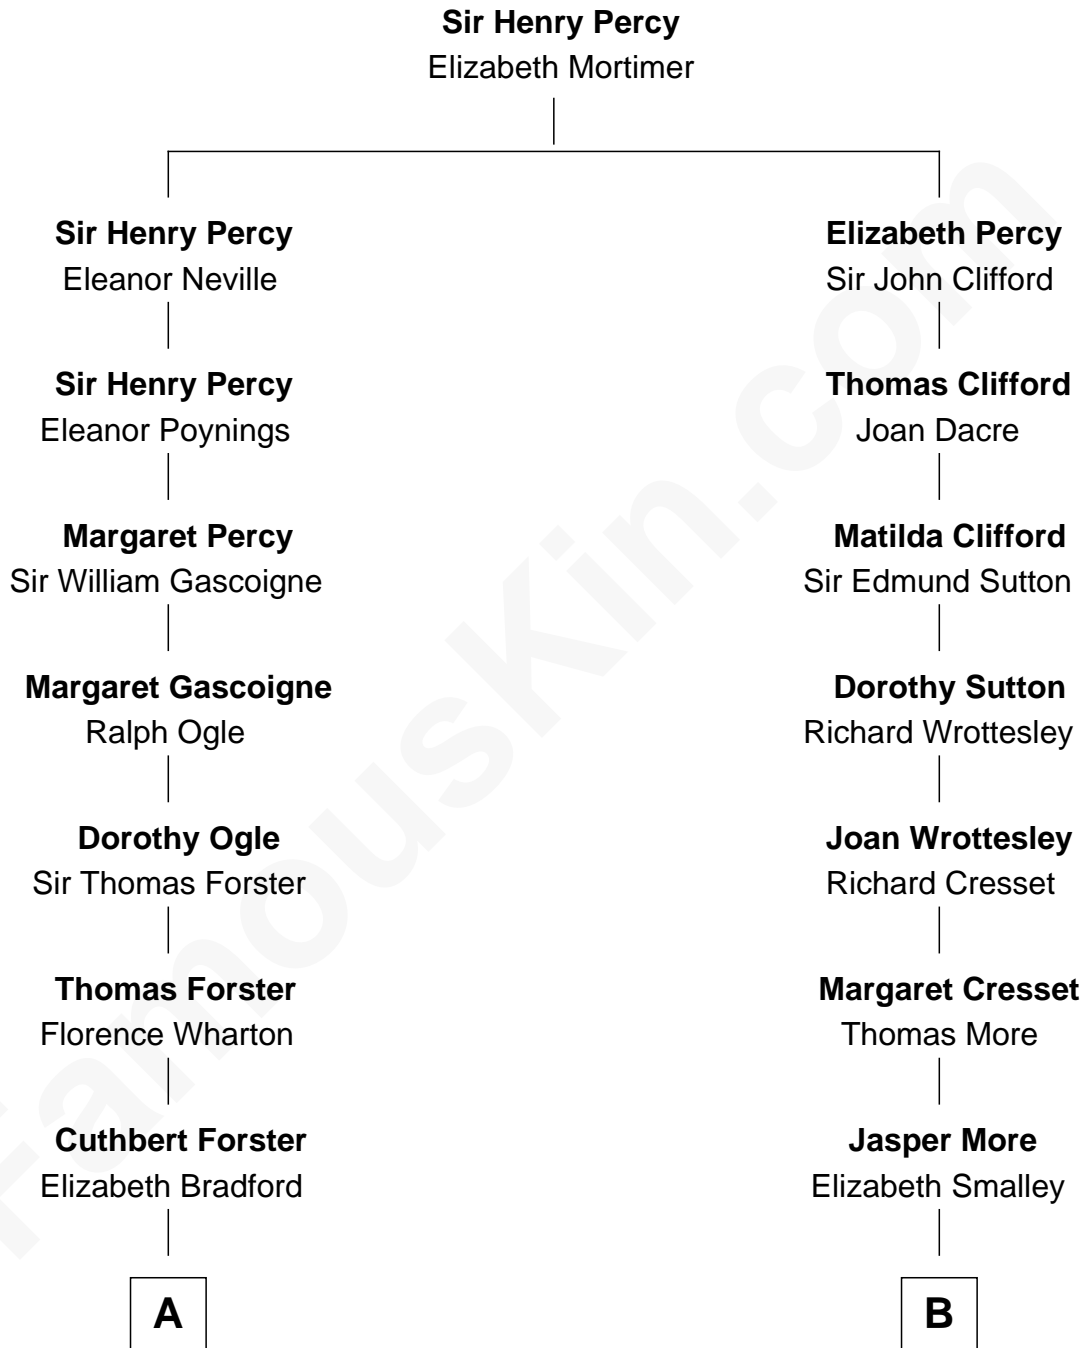 Sir Henry Percy
Elizabeth Mortimer
Sir Henry Percy
Eleanor Neville
Sir Henry Percy
Eleanor Poynings
Margaret Percy
Sir William Gascoigne
Margaret Gascoigne
Ralph Ogle
Dorothy Ogle
Sir Thomas Forster
Thomas Forster
Florence Wharton
Cuthbert Forster
Elizabeth Bradford
A
Elizabeth Percy
Sir John Clifford
Thomas Clifford
Joan Dacre
Matilda Clifford
Sir Edmund Sutton
Dorothy Sutton
Richard Wrottesley
Joan Wrottesley
Richard Cresset
Margaret Cresset
Thomas More
Jasper More
Elizabeth Smalley
B
FamousKin.com